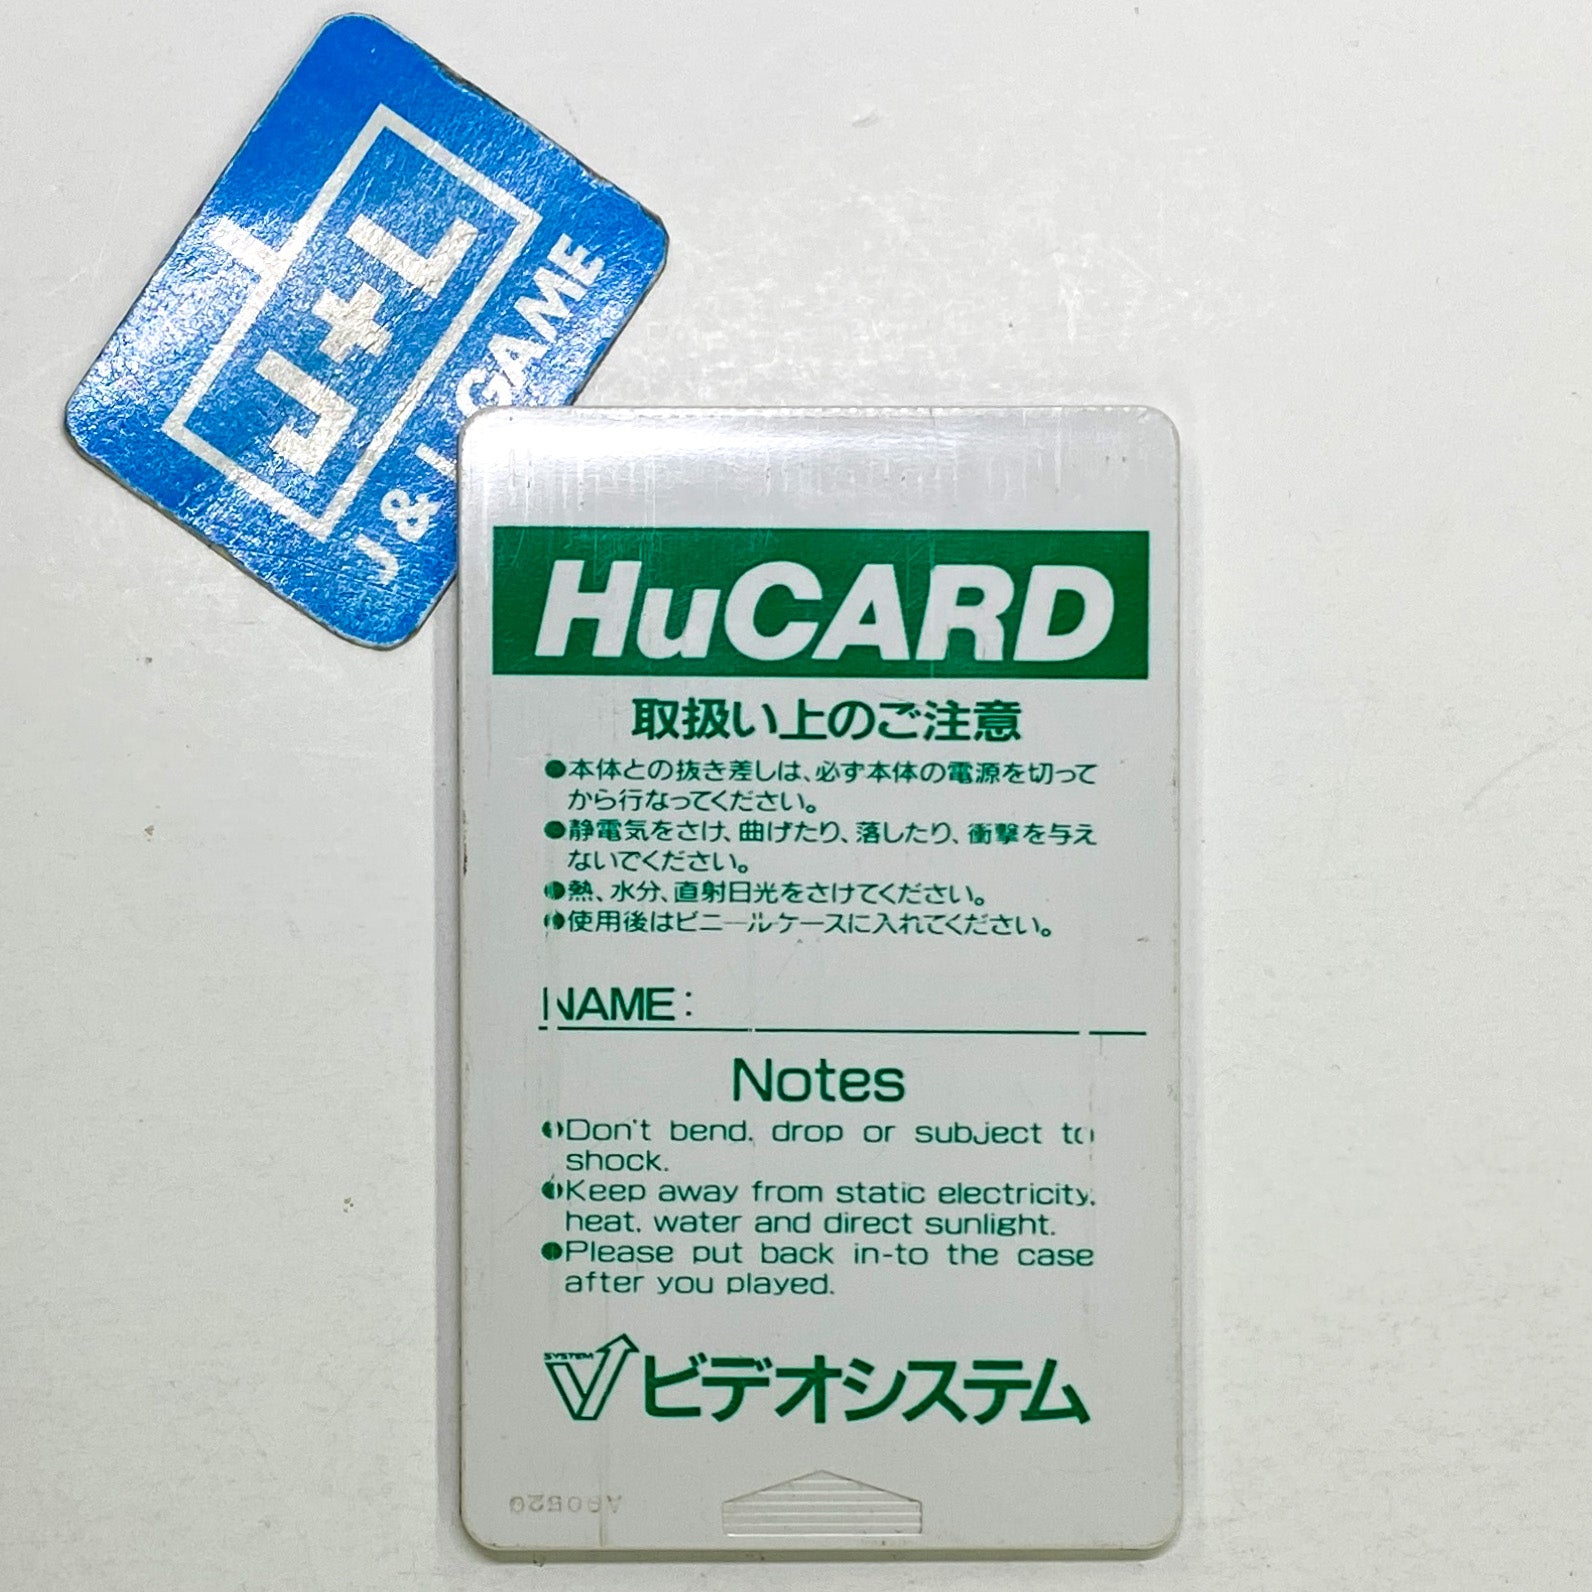 J+L
J & L GAME
HuCARD
取扱い上のご注意
●本体との抜き差しは、必ず本体の電源を切って
から行なってください。
●静電気をさけ、曲げたり、落したり、衝撃を与え
ないでください。
●熱、水分、直射日光をさけてください。
●使用後はビニールケースに入れてください。
NAME:
Notes
●Don't bend, drop or subject to
shock.
●Keep away from static electricity,
heat, water and direct sunlight.
●Please put back in-to the case
after you played.
SYSTEM
ビデオシステム